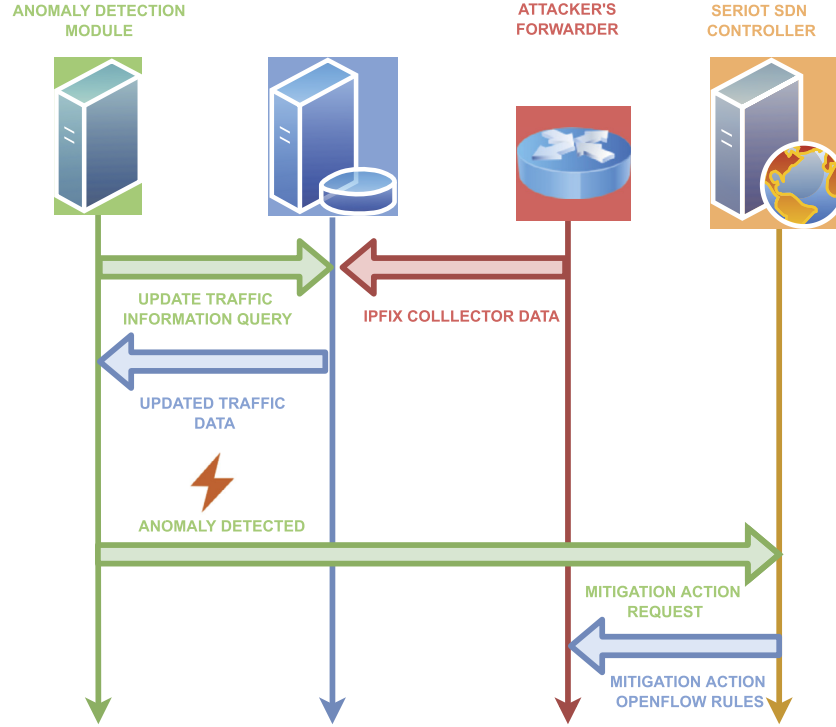 ANOMALY DETECTION
MODULE
ATTACKER'S
FORWARDER
SERIOT SDN
CONTROLLER
UPDATE TRAFFIC
INFORMATION QUERY
IPFIX COLLLECTOR DATA
UPDATED TRAFFIC
DATA
ANOMALY DETECTED
MITIGATION ACTION
REQUEST
MITIGATION ACTION
OPENFLOW RULES